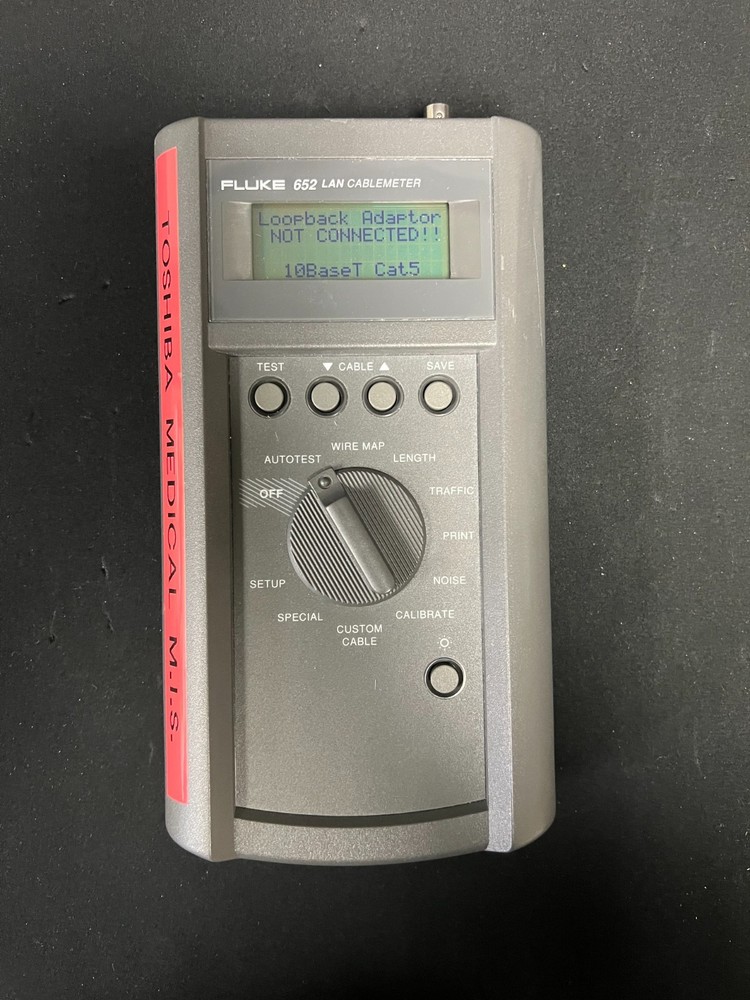 FLUKE 652 LAN CABLEMETER
Loopback Adaptor
NOT CONNECTED!!
10BaseT Cat5
TEST ▼ CABLE ▲ SAVE
WIRE MAP
AUTOTEST
LENGTH
OFF
TRAFFIC
PRINT
SETUP
NOISE
SPECIAL
CALIBRATE
CUSTOM
CABLE
TOSHIBA MEDICAL M.I.S.